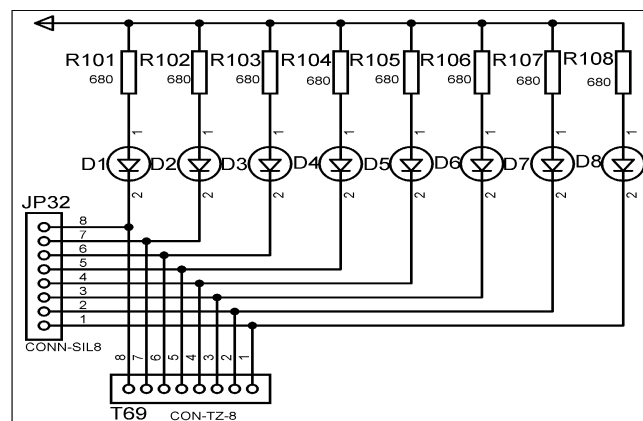 R101 R102 R103 R104 R105 R106 R107 R108
680 680 680 680 680 680 680 680
1 1 1 1 1 1 1 1
D1 D2 D3 D4 D5 D6 D7 D8
2 2 2 2 2 2 2 2
JP32
8
7
6
5
4
3
2
1
CONN-SIL8
8 7 6 5 4 3 2 1
T69 CON-TZ-8